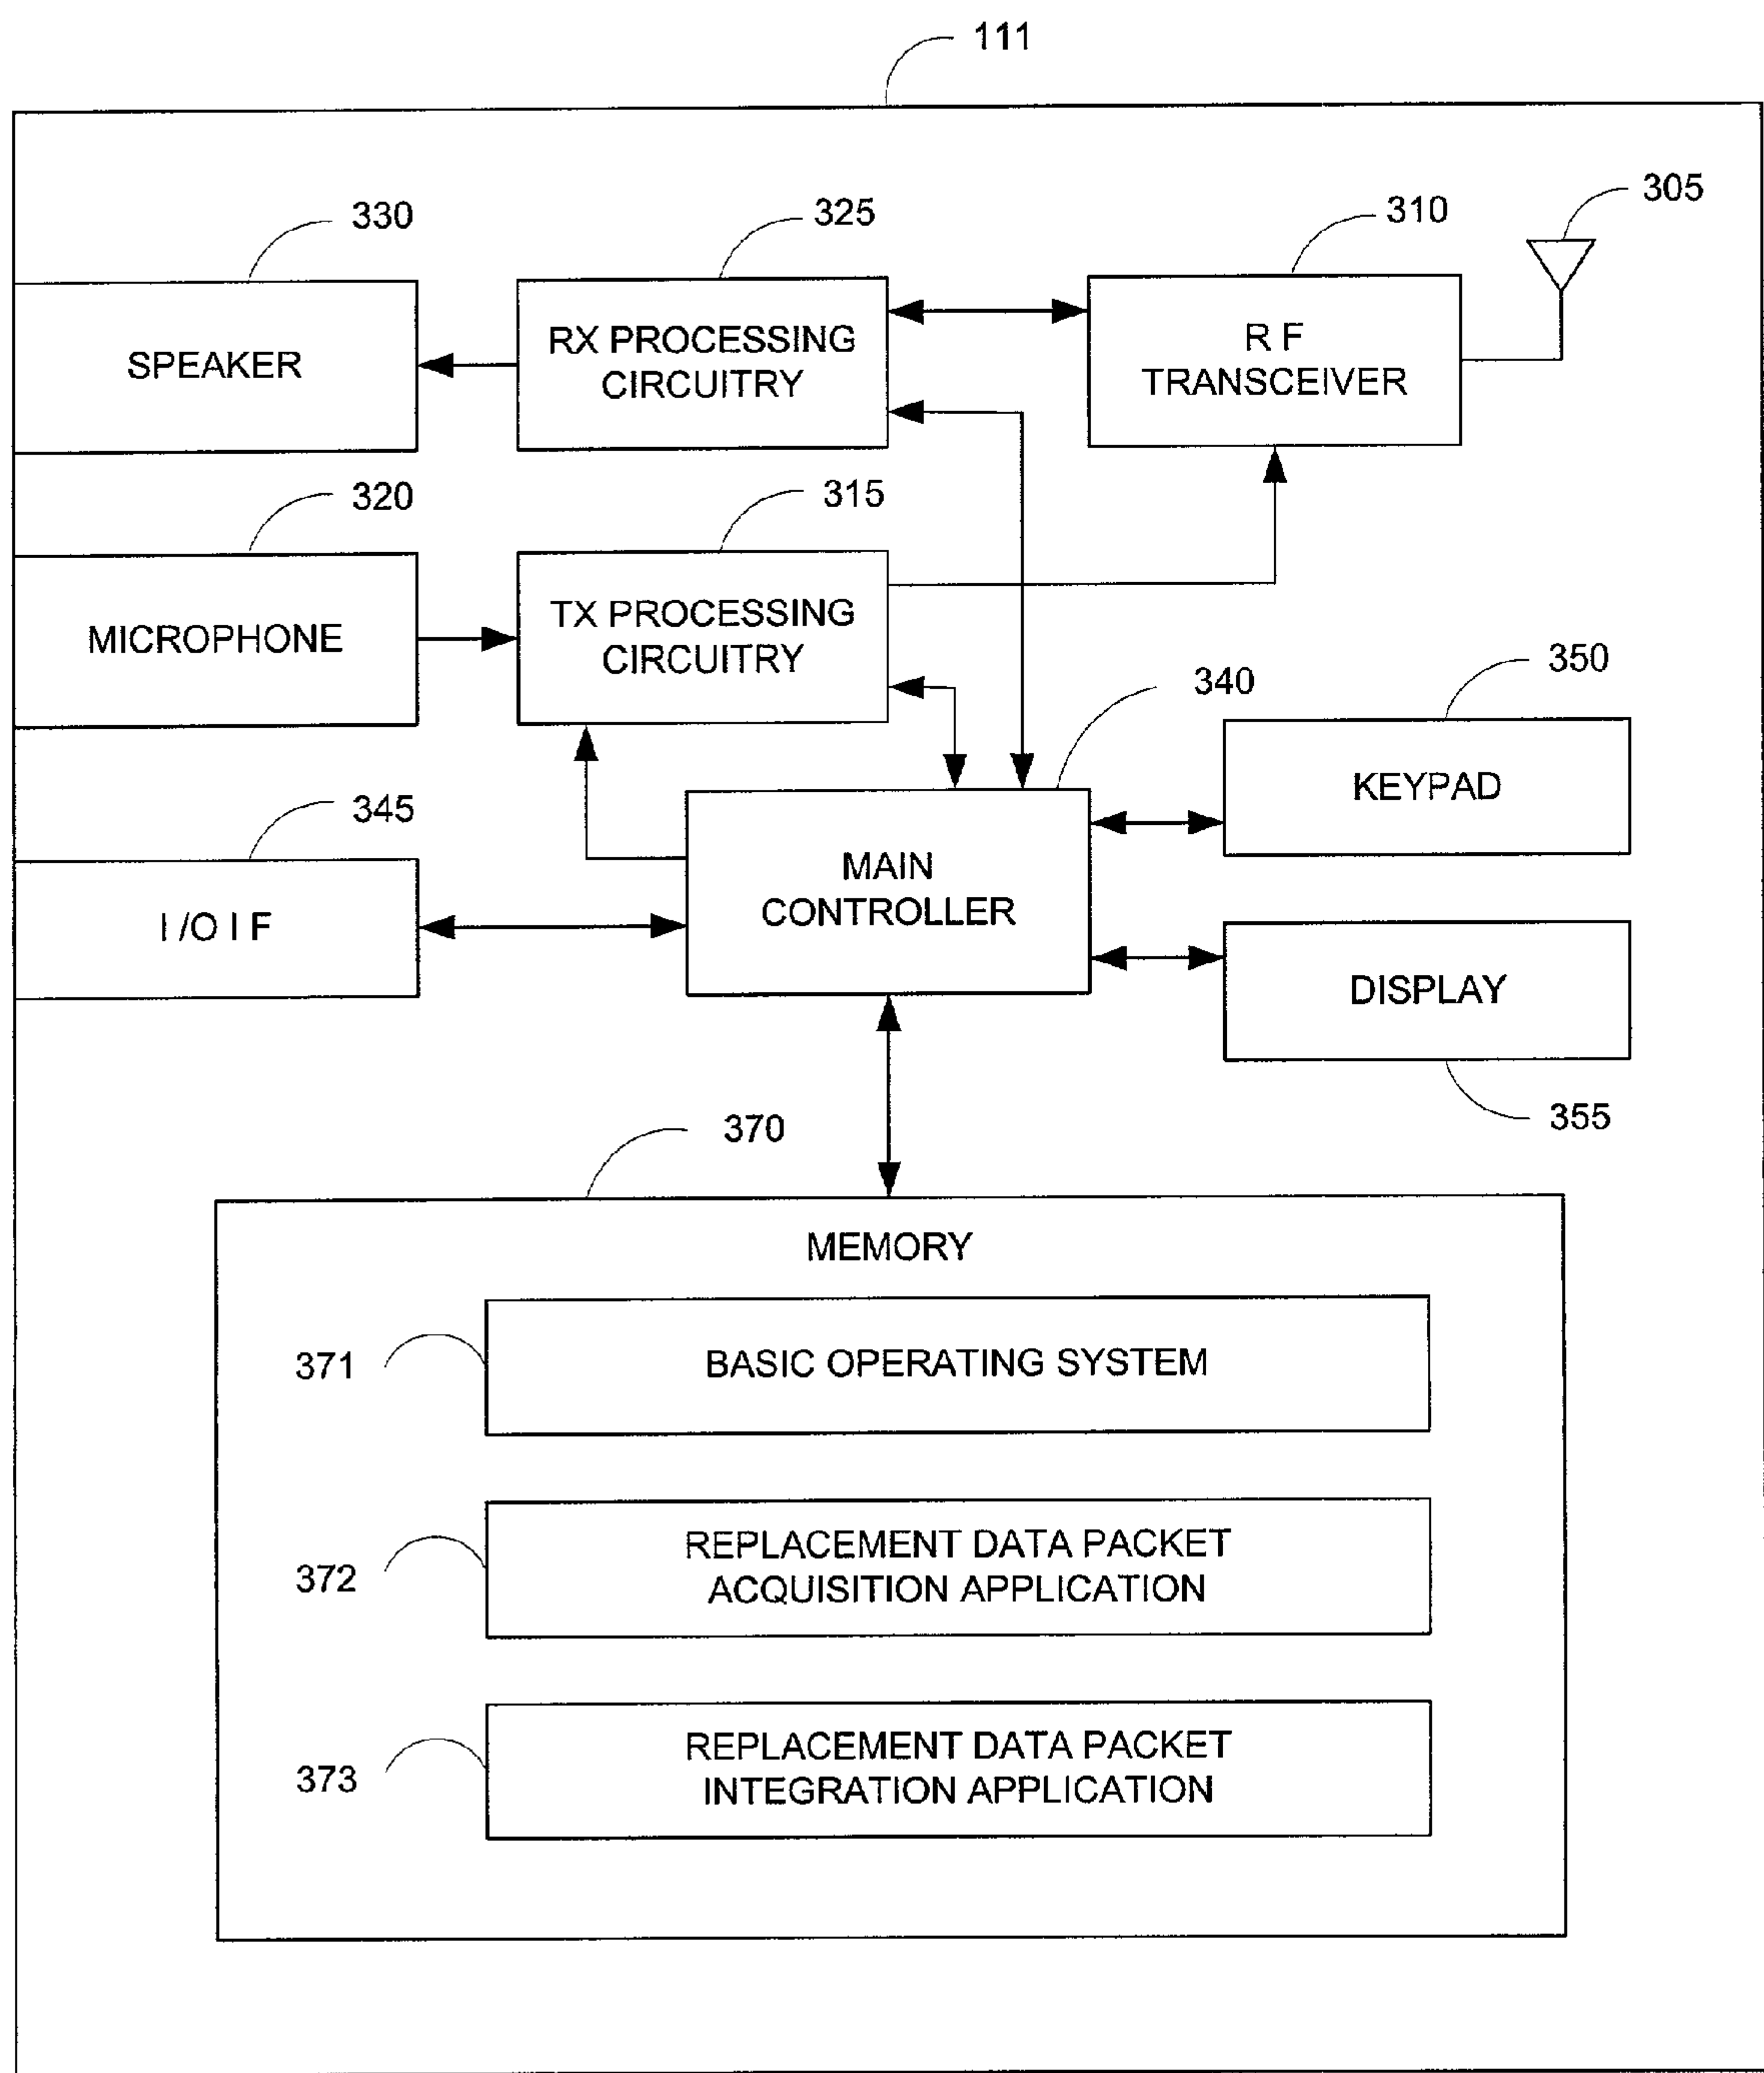 111
330
325
310
305
SPEAKER
RX PROCESSING
CIRCUITRY
R F
TRANSCEIVER
320
315
MICROPHONE
TX PROCESSING
CIRCUITRY
340
350
KEYPAD
345
I /O I F
MAIN
CONTROLLER
DISPLAY
355
370
MEMORY
371
BASIC OPERATING SYSTEM
372
REPLACEMENT DATA PACKET
ACQUISITION APPLICATION
373
REPLACEMENT DATA PACKET
INTEGRATION APPLICATION